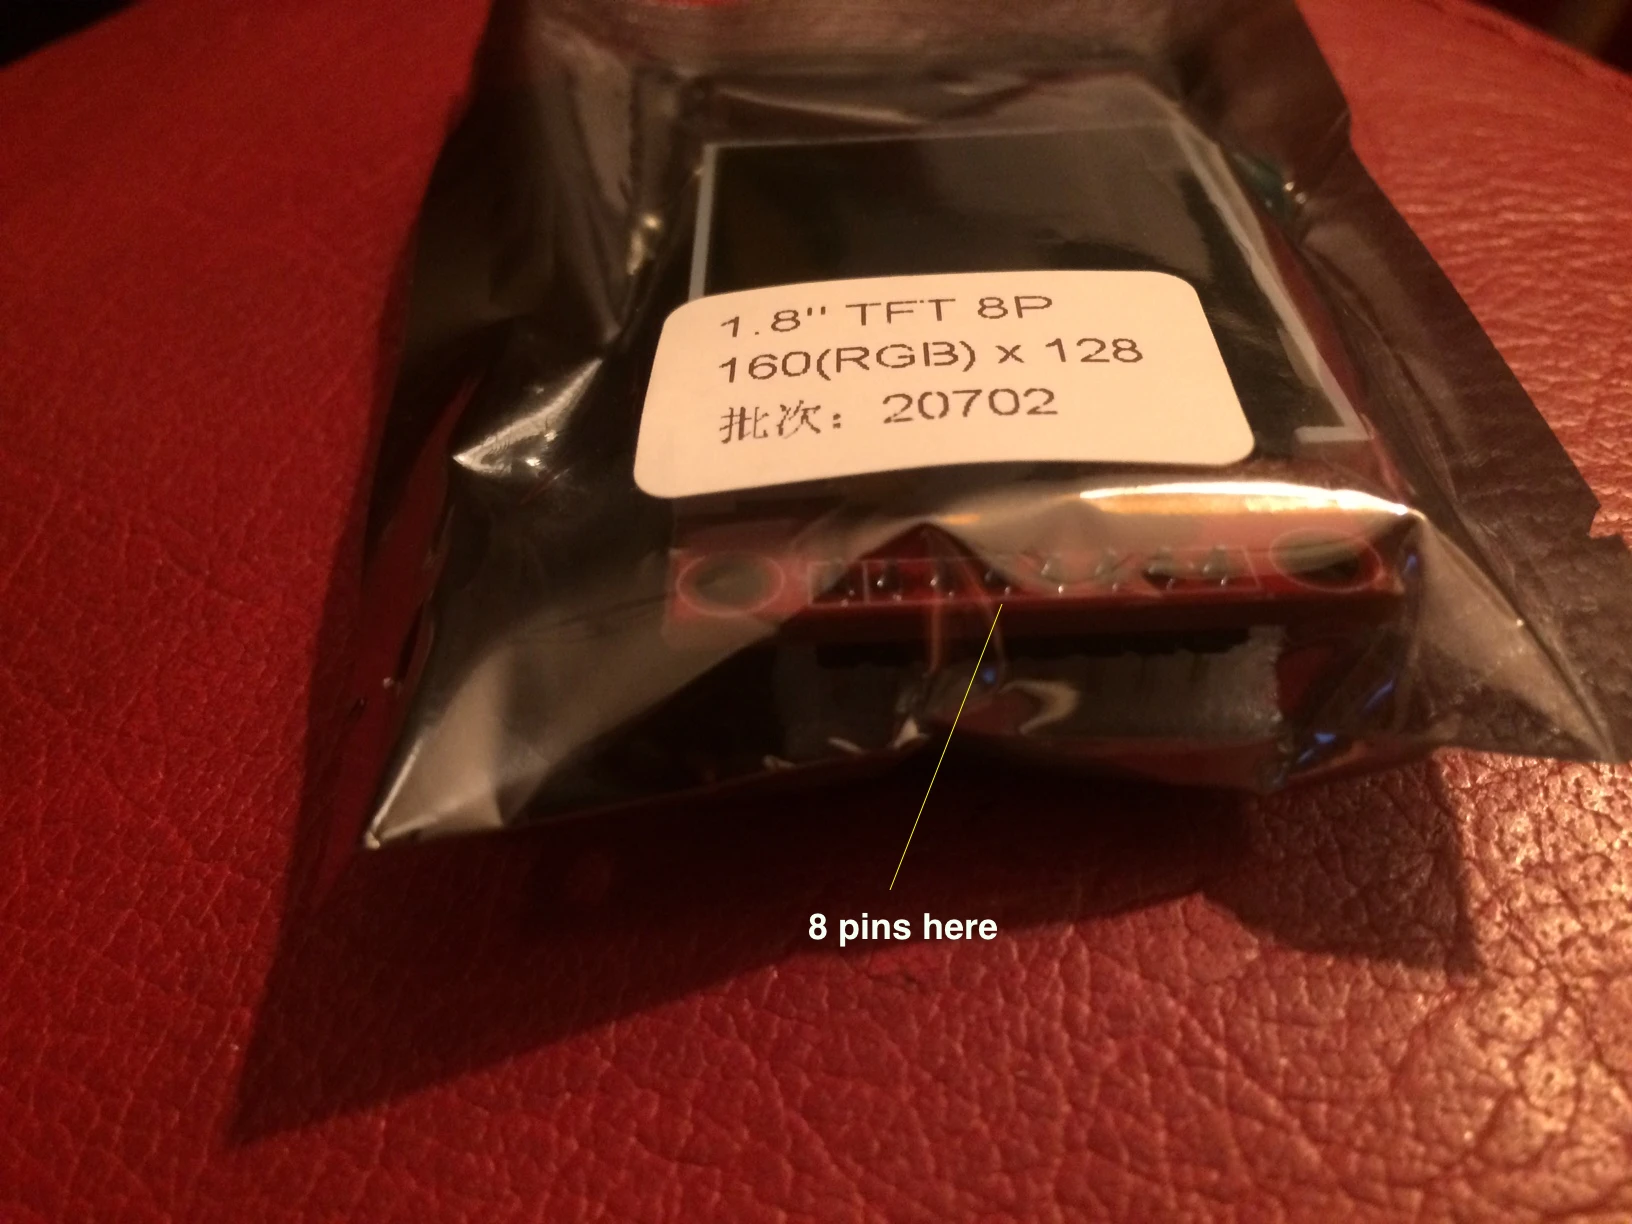 1.8" TFT 8P
160(RGB) x 128
批次： 20702
8 pins here